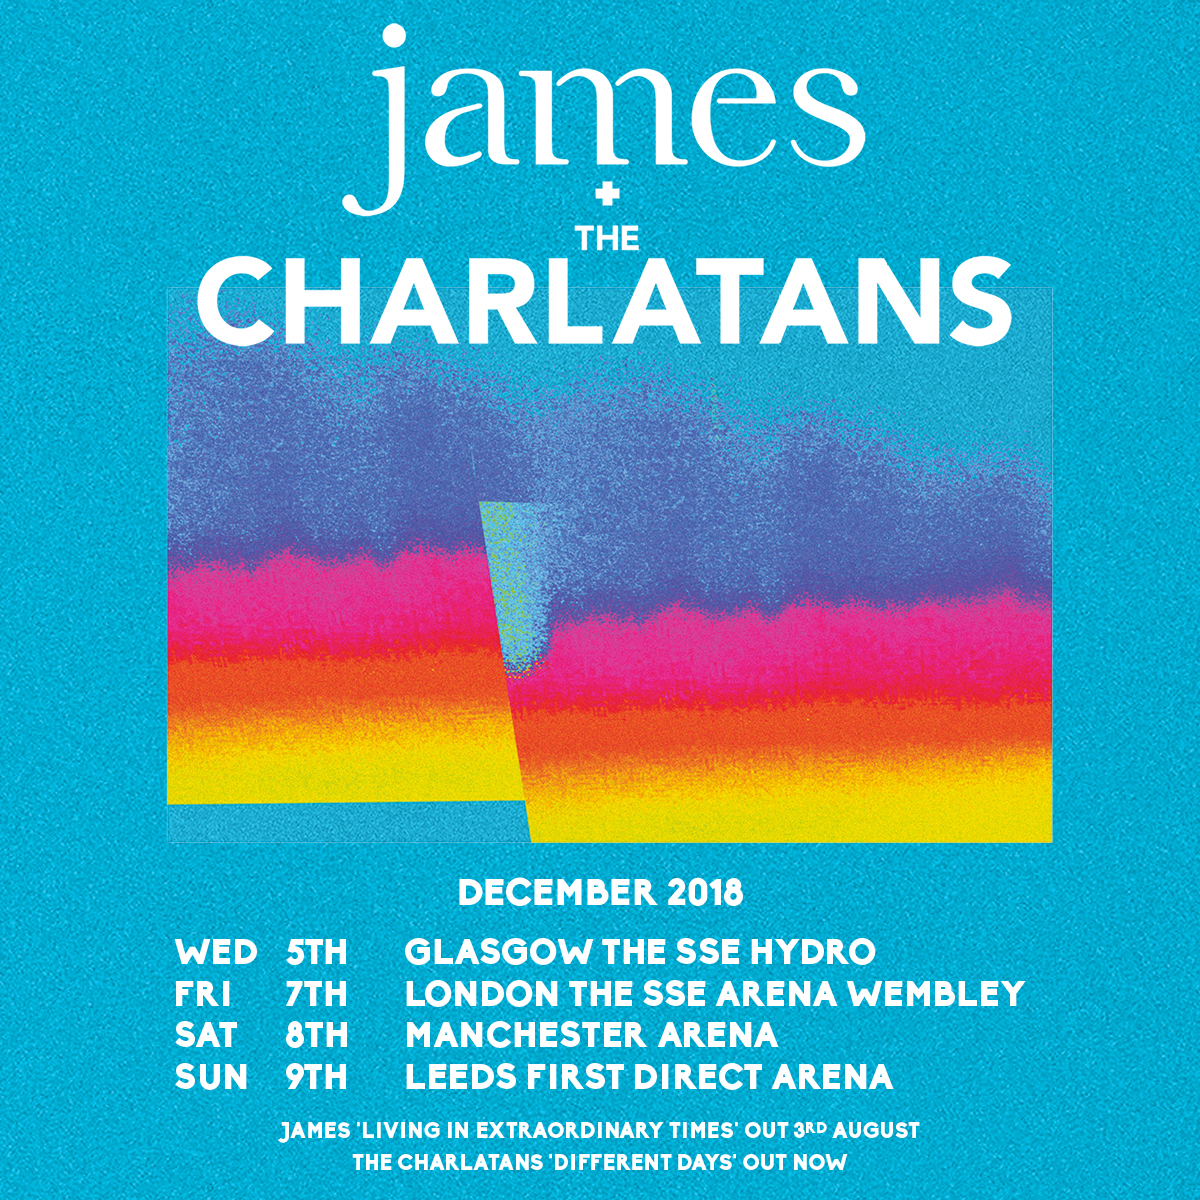 james
+
THE
CHARLATANS
DECEMBER 2018
WED 5TH GLASGOW THE SSE HYDRO
FRI 7TH LONDON THE SSE ARENA WEMBLEY
SAT 8TH MANCHESTER ARENA
SUN 9TH LEEDS FIRST DIRECT ARENA
JAMES 'LIVING IN EXTRAORDINARY TIMES' OUT 3RD AUGUST
THE CHARLATANS 'DIFFERENT DAYS' OUT NOW